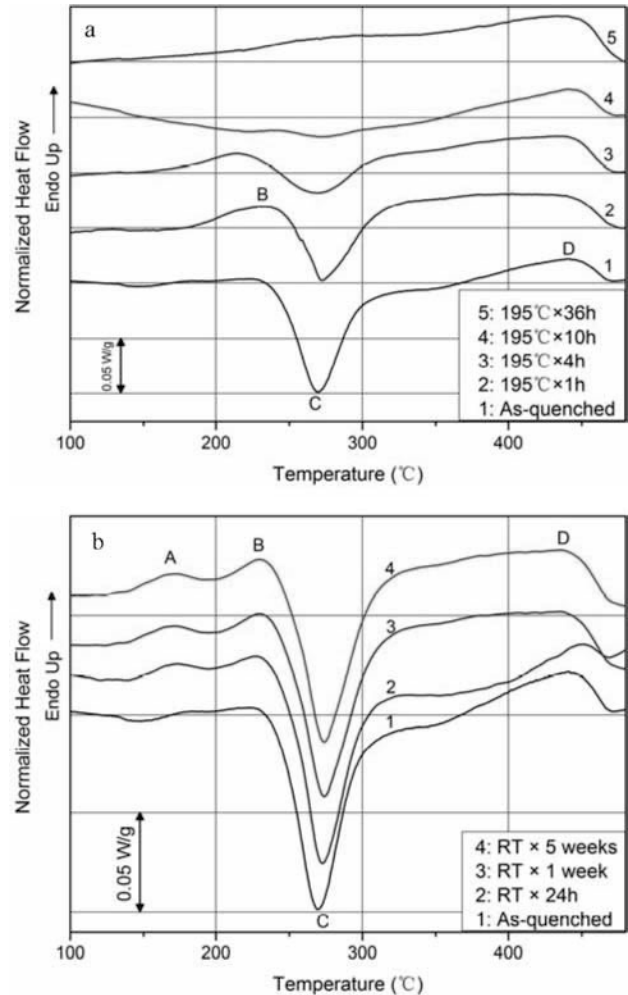 a
5
4
3
B
2
D
1
C
Normalized Heat Flow
Endo Up
0.05 W/g
5: 195℃×36h
4: 195℃×10h
3: 195℃×4h
2: 195℃×1h
1: As-quenched
100 200 300 400
Temperature (℃)
b
A B D
4
3
2
1
C
Normalized Heat Flow
Endo Up
0.05 W/g
4: RT × 5 weeks
3: RT × 1 week
2: RT × 24h
1: As-quenched
100 200 300 400
Temperature (℃)